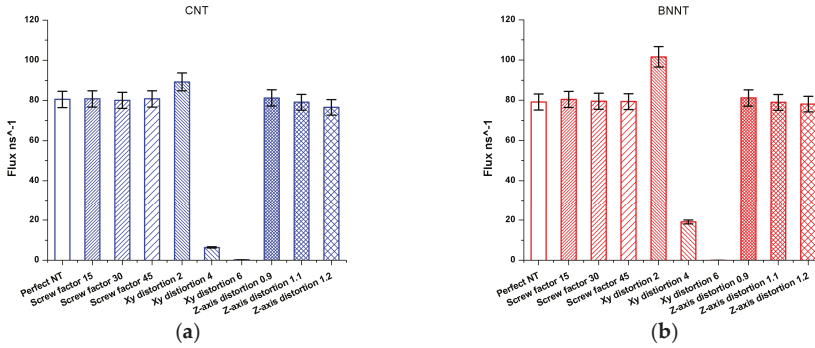 CNT
120
100
80
60
40
20
0
Flux ns^-1
Perfect NT
Screw factor 15
Screw factor 30
Screw factor 45
Xy distortion 2
Xy distiortion 4
Xy distortion 6
Z-axis distortion 0.9
Z-axis distortion 1.1
Z-axis distortion 1.2
(a)
BNNT
120
100
80
60
40
20
0
Flux ns^-1
Perfect NT
Screw factor 15
Screw factor 30
Screw factor 45
Xy distortion 2
Xy distiortion 4
Xy distortion 6
Z-axis distortion 0.9
Z-axis distortion 1.1
Z-axis distortion 1.2
(b)